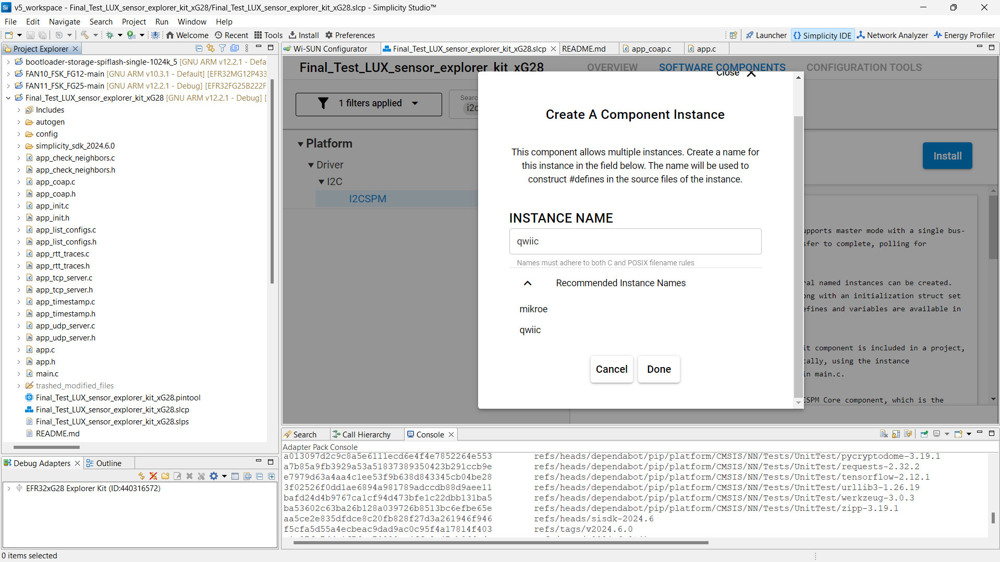 v5_workspace - Final_Test_LUX_sensor_explorer_kit_xG28/Final_Test_LUX_sensor_explorer_kit_xG28.slcp - Simplicity Studio™
File Edit Navigate Search Project Run Window Help
Welcome Recent Tools Install Preferences
Launcher Simplicity IDE Network Analyzer Energy Profiler
Project Explorer
bootloader-storage-spiflash-single-1024k_5 [GNU ARM v12.2.1 - Defa
FAN10_FSK_FG12-main [GNU ARM v10.3.1 - Default] [EFR32MG12P433
FAN11_FSK_FG25-main [GNU ARM v12.2.1 - Debug] [EFR32FG25B222F
Final_Test_LUX_sensor_explorer_kit_xG28 [GNU ARM v12.2.1 - Debug] [
Includes
autogen
config
simplicity_sdk_2024.6.0
app_check_neighbors.c
app_check_neighbors.h
app_coap.c
app_coap.h
app_init.c
app_init.h
app_list_configs.c
app_list_configs.h
app_rtt_traces.c
app_rtt_traces.h
app_tcp_server.c
app_tcp_server.h
app_timestamp.c
app_timestamp.h
app_udp_server.c
app_udp_server.h
app.c
app.h
main.c
trashed_modified_files
Final_Test_LUX_sensor_explorer_kit_xG28.pintool
Final_Test_LUX_sensor_explorer_kit_xG28.slcp
Final_Test_LUX_sensor_explorer_kit_xG28.slps
README.md
Debug Adapters Outline
EFR32xG28 Explorer Kit (ID:440316572)
0 items selected
Wi-SUN Configurator Final_Test_LUX_sensor_explorer_kit_xG28.slcp README.md app_coap.c app.c
Final_Test_LUX_sensor_explorer_kit_xG28 OVERVIEW SOFTWARE COMPONENTS CONFIGURATION TOOLS
1 filters applied
Searc
i2c
Platform
Driver
I2C
I2CSPM
Install
upports master mode with a single bus-
sfer to complete, polling for
ral named instances can be created.
ong with an initialization struct set
efines and variables are available in
it component is included in a project,
cally, using the instance
in main.c.
CSPM Core component, which is the
Close
Create A Component Instance
This component allows multiple instances. Create a name for
this instance in the field below. The name will be used to
construct #defines in the source files of the instance.
INSTANCE NAME
qwiic
Names must adhere to both C and POSIX filename rules
Recommended Instance Names
mikroe
qwiic
Cancel Done
Search Call Hierarchy Console
Adapter Pack Console
a013097d2c9c8a5e6111ecd6e4f4e7852264e553 refs/heads/dependabot/pip/platform/CMSIS/NN/Tests/UnitTest/pycryptodome-3.19.1
a7b85a9fb3929a53a51837389350423b291ccb9e refs/heads/dependabot/pip/platform/CMSIS/NN/Tests/UnitTest/requests-2.32.2
e7979d63a4aa4c1ee53f9b638d843345cb04be28 refs/heads/dependabot/pip/platform/CMSIS/NN/Tests/UnitTest/tensorflow-2.12.1
3f02526f0dd1ae6894a981789adccdb88d9aee11 refs/heads/dependabot/pip/platform/CMSIS/NN/Tests/UnitTest/urllib3-1.26.19
bafd24d4b9767ca1cf94d473bfe1c22dbb131ba5 refs/heads/dependabot/pip/platform/CMSIS/NN/Tests/UnitTest/werkzeug-3.0.3
ba53602c63ba26b128a039726b8513bc6efbe65e refs/heads/dependabot/pip/platform/CMSIS/NN/Tests/UnitTest/zipp-3.19.1
aa5ce2e835dfdce8c20fb828f27d3a261946f946 refs/heads/sisdk-2024.6
f5cfa5d55a4ecbeac9dad9ac0c95f4a17814f403 refs/tags/v2024.6.0